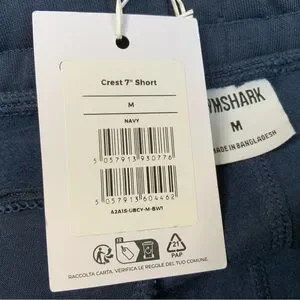 Crest 7" Short
M
NAVY
5 057913 930776
5 057913 604462
A2A1S-UBCY-M-BW1
21
PAP
RACCOLTA CARTA. VERIFICA LE REGOLE DEL TUO COMUNE.
YMSHARK
M
MADE IN BANGLADESH